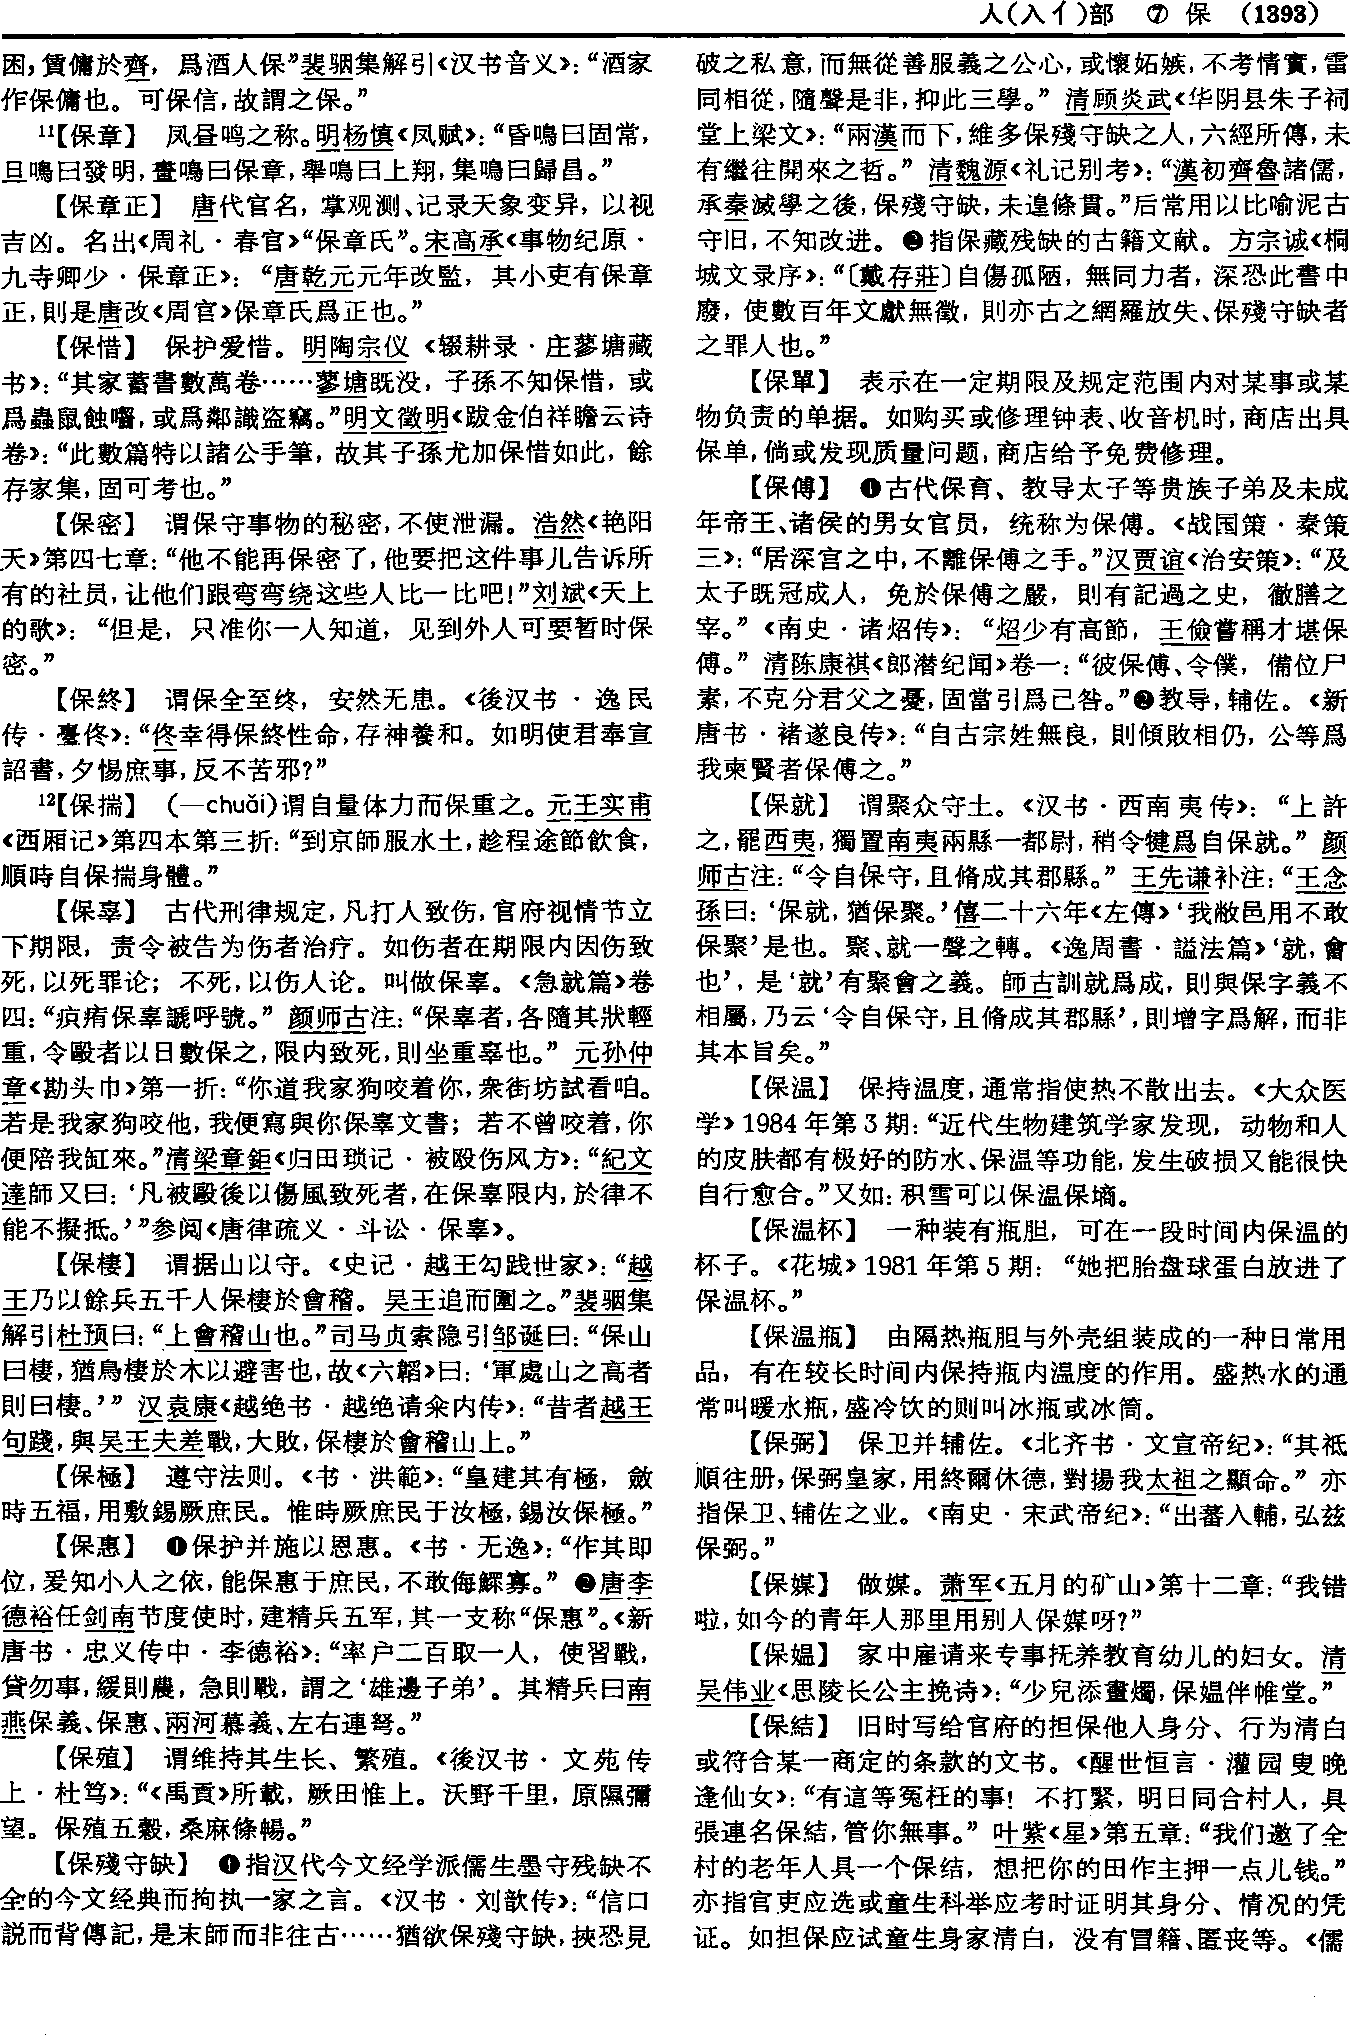 人(入亻)部 ⑦ 保 (1393)
困，賃傭於齊，爲酒人保”裴骃集解引《汉书音义》：“酒家
作保傭也。可保信，故謂之保。”
11【保章】 凤昼鸣之称。明杨慎《凤赋》：“昏鳴曰固常，
旦鳴曰發明，晝鳴曰保章，舉鳴曰上翔，集鳴曰歸昌。”
【保章正】 唐代官名，掌观测、记录天象变异，以视
吉凶。名出《周礼·春官》“保章氏”。宋高承《事物纪原·
九寺卿少·保章正》：“唐乾元元年改監，其小吏有保章
正，則是唐改《周官》保章氏爲正也。”
【保惜】 保护爱惜。明陶宗仪《辍耕录·庄蓼塘藏
书》：“其家蓄書數萬卷……蓼塘既没，子孫不知保惜，或
爲蟲鼠蝕嚙，或爲鄰識盜竊。”明文徵明《跋金伯祥瞻云诗
卷》：“此數篇特以諸公手筆，故其子孫尤加保惜如此，餘
存家集，固可考也。”
【保密】 谓保守事物的秘密，不使泄漏。浩然《艳阳
天》第四七章：“他不能再保密了，他要把这件事儿告诉所
有的社员，让他们跟弯弯绕这些人比一比吧！”刘斌《天上
的歌》：“但是，只准你一人知道，见到外人可要暂时保
密。”
【保終】 谓保全至终，安然无患。《後汉书·逸民
传·臺佟》：“佟幸得保終性命，存神養和。如明使君奉宣
詔書，夕惕庶事，反不苦邪？”
12【保揣】 （—chuǎi）谓自量体力而保重之。元王实甫
《西厢记》第四本第三折：“到京師服水土，趁程途節飲食，
順時自保揣身體。”
【保辜】 古代刑律规定，凡打人致伤，官府视情节立
下期限，责令被告为伤者治疗。如伤者在期限内因伤致
死，以死罪论；不死，以伤人论。叫做保辜。《急就篇》卷
四：“疻痏保辜謕呼號。”颜师古注：“保辜者，各隨其狀輕
重，令毆者以日數保之，限内致死，則坐重辜也。”元孙仲
章《勘头巾》第一折：“你道我家狗咬着你，衆街坊試看咱。
若是我家狗咬他，我便寫與你保辜文書；若不曾咬着，你
便陪我缸來。”清梁章鉅《归田琐记·被殴伤风方》：“紀文
達師又曰：‘凡被毆後以傷風致死者，在保辜限内，於律不
能不擬抵。’”参阅《唐律疏义·斗讼·保辜》。
【保棲】 谓据山以守。《史记·越王勾践世家》：“越
王乃以餘兵五千人保棲於會稽。吴王追而圍之。”裴骃集
解引杜预曰：“上會稽山也。”司马贞索隐引邹诞曰：“保山
曰棲，猶鳥棲於木以避害也，故《六韜》曰：‘軍處山之高者
則曰棲。’”汉袁康《越绝书·越绝请籴内传》：“昔者越王
句踐，與吴王夫差戰，大敗，保棲於會稽山上。”
【保極】 遵守法则。《书·洪範》：“皇建其有極，斂
時五福，用敷錫厥庶民。惟時厥庶民于汝極，錫汝保極。”
【保惠】 ❶保护并施以恩惠。《书·无逸》：“作其即
位，爰知小人之依，能保惠于庶民，不敢侮鰥寡。”❷唐李
德裕任剑南节度使时，建精兵五军，其一支称“保惠”。《新
唐书·忠义传中·李德裕》：“率户二百取一人，使習戰，
貸勿事，緩則農，急則戰，謂之‘雄邊子弟’。其精兵曰南
燕保義、保惠、兩河慕義、左右連弩。”
【保殖】 谓维持其生长、繁殖。《後汉书·文苑传
上·杜笃》：“《禹貢》所載，厥田惟上。沃野千里，原隰彌
望。保殖五穀，桑麻條暢。”
【保殘守缺】 ❶指汉代今文经学派儒生墨守残缺不
全的今文经典而拘执一家之言。《汉书·刘歆传》：“信口
説而背傳記，是末師而非往古……猶欲保殘守缺，挾恐見
破之私意，而無從善服義之公心，或懷妬嫉，不考情實，雷
同相從，隨聲是非，抑此三學。”清顾炎武《华阴县朱子祠
堂上梁文》：“兩漢而下，維多保殘守缺之人，六經所傳，未
有繼往開來之哲。”清魏源《礼记别考》：“漢初齊魯諸儒，
承秦滅學之後，保殘守缺，未遑條貫。”后常用以比喻泥古
守旧，不知改进。❷指保藏残缺的古籍文献。方宗诚《桐
城文录序》：“〔戴存莊〕自傷孤陋，無同力者，深恐此書中
廢，使數百年文獻無徵，則亦古之網羅放失、保殘守缺者
之罪人也。”
【保單】 表示在一定期限及规定范围内对某事或某
物负责的单据。如购买或修理钟表、收音机时，商店出具
保单，倘或发现质量问题，商店给予免费修理。
【保傅】 ❶古代保育、教导太子等贵族子弟及未成
年帝王、诸侯的男女官员，统称为保傅。《战国策·秦策
三》：“居深宫之中，不離保傅之手。”汉贾谊《治安策》：“及
太子既冠成人，免於保傅之嚴，則有記過之史，徹膳之
宰。”《南史·诸炤传》：“炤少有高節，王儉嘗稱才堪保
傅。”清陈康祺《郎潜纪闻》卷一：“彼保傅、令僕，備位尸
素，不克分君父之憂，固當引爲己咎。”❷教导，辅佐。《新
唐书·褚遂良传》：“自古宗姓無良，則傾敗相仍，公等爲
我柬賢者保傅之。”
【保就】 谓聚众守土。《汉书·西南夷传》：“上許
之，罷西夷，獨置南夷兩縣一都尉，稍令犍爲自保就。”颜
师古注：“令自保守，且脩成其郡縣。”王先谦补注：“王念
孫曰：‘保就，猶保聚。’僖二十六年《左傳》‘我敝邑用不敢
保聚’是也。聚、就一聲之轉。《逸周書·謚法篇》‘就，會
也’，是‘就’有聚會之義。師古訓就爲成，則與保字義不
相屬，乃云‘令自保守，且脩成其郡縣’，則增字爲解，而非
其本旨矣。”
【保温】 保持温度，通常指使热不散出去。《大众医
学》1984年第3期：“近代生物建筑学家发现，动物和人
的皮肤都有极好的防水、保温等功能，发生破损又能很快
自行愈合。”又如：积雪可以保温保墒。
【保温杯】 一种装有瓶胆，可在一段时间内保温的
杯子。《花城》1981年第5期：“她把胎盘球蛋白放进了
保温杯。”
【保温瓶】 由隔热瓶胆与外壳组装成的一种日常用
品，有在较长时间内保持瓶内温度的作用。盛热水的通
常叫暖水瓶，盛冷饮的则叫冰瓶或冰筒。
【保弼】 保卫并辅佐。《北齐书·文宣帝纪》：“其祗
順往册，保弼皇家，用終爾休德，對揚我太祖之顯命。”亦
指保卫、辅佐之业。《南史·宋武帝纪》：“出蕃入輔，弘兹
保弼。”
【保媒】 做媒。萧军《五月的矿山》第十二章：“我错
啦，如今的青年人那里用别人保媒呀？”
【保媪】 家中雇请来专事抚养教育幼儿的妇女。清
吴伟业《思陵长公主挽诗》：“少兒添畫燭，保媪伴帷堂。”
【保結】 旧时写给官府的担保他人身分、行为清白
或符合某一商定的条款的文书。《醒世恒言·灌园叟晚
逢仙女》：“有這等冤枉的事！不打緊，明日同合村人，具
張連名保結，管你無事。”叶紫《星》第五章：“我们邀了全
村的老年人具一个保结，想把你的田作主押一点儿钱。”
亦指官吏应选或童生科举应考时证明其身分、情况的凭
证。如担保应试童生身家清白，没有冒籍、匿丧等。《儒